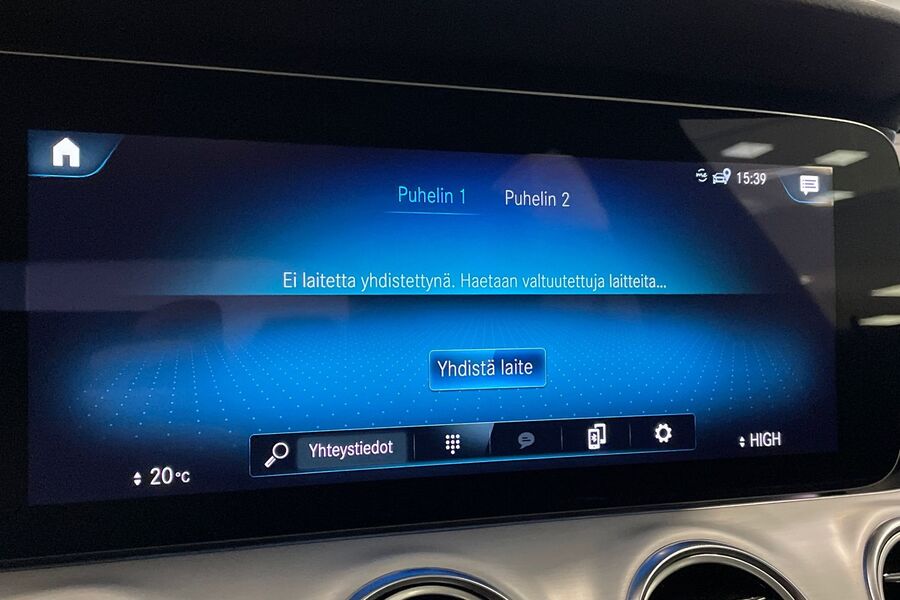 15:39
Puhelin 1 Puhelin 2
Ei laitetta yhdistettynä. Haetaan valtuutettuja laitteita...
Yhdistä laite
Yhteystiedot
20°C
HIGH